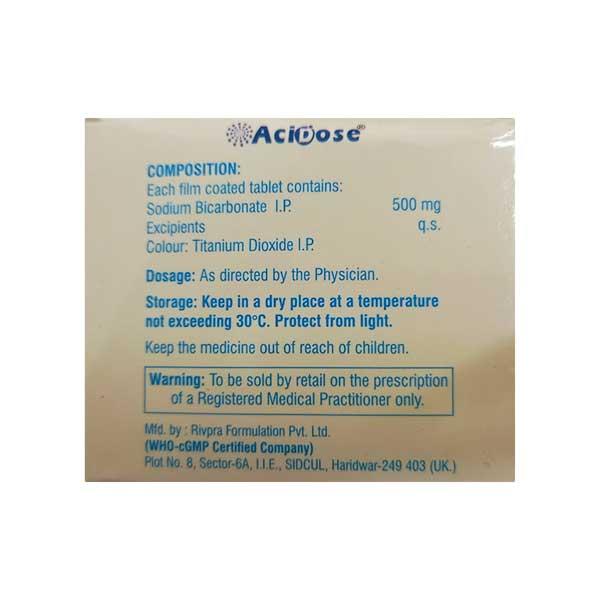 AciDose®
COMPOSITION:
Each film coated tablet contains:
Sodium Bicarbonate I.P. 500 mg
Excipients q.s.
Colour: Titanium Dioxide I.P.
Dosage: As directed by the Physician.
Storage: Keep in a dry place at a temperature
not exceeding 30°C. Protect from light.
Keep the medicine out of reach of children.
Warning: To be sold by retail on the prescription
of a Registered Medical Practitioner only.
Mfd. by : Rivpra Formulation Pvt. Ltd.
(WHO-cGMP Certified Company)
Plot No. 8, Sector-6A, I.I.E., SIDCUL, Haridwar-249 403 (UK.)